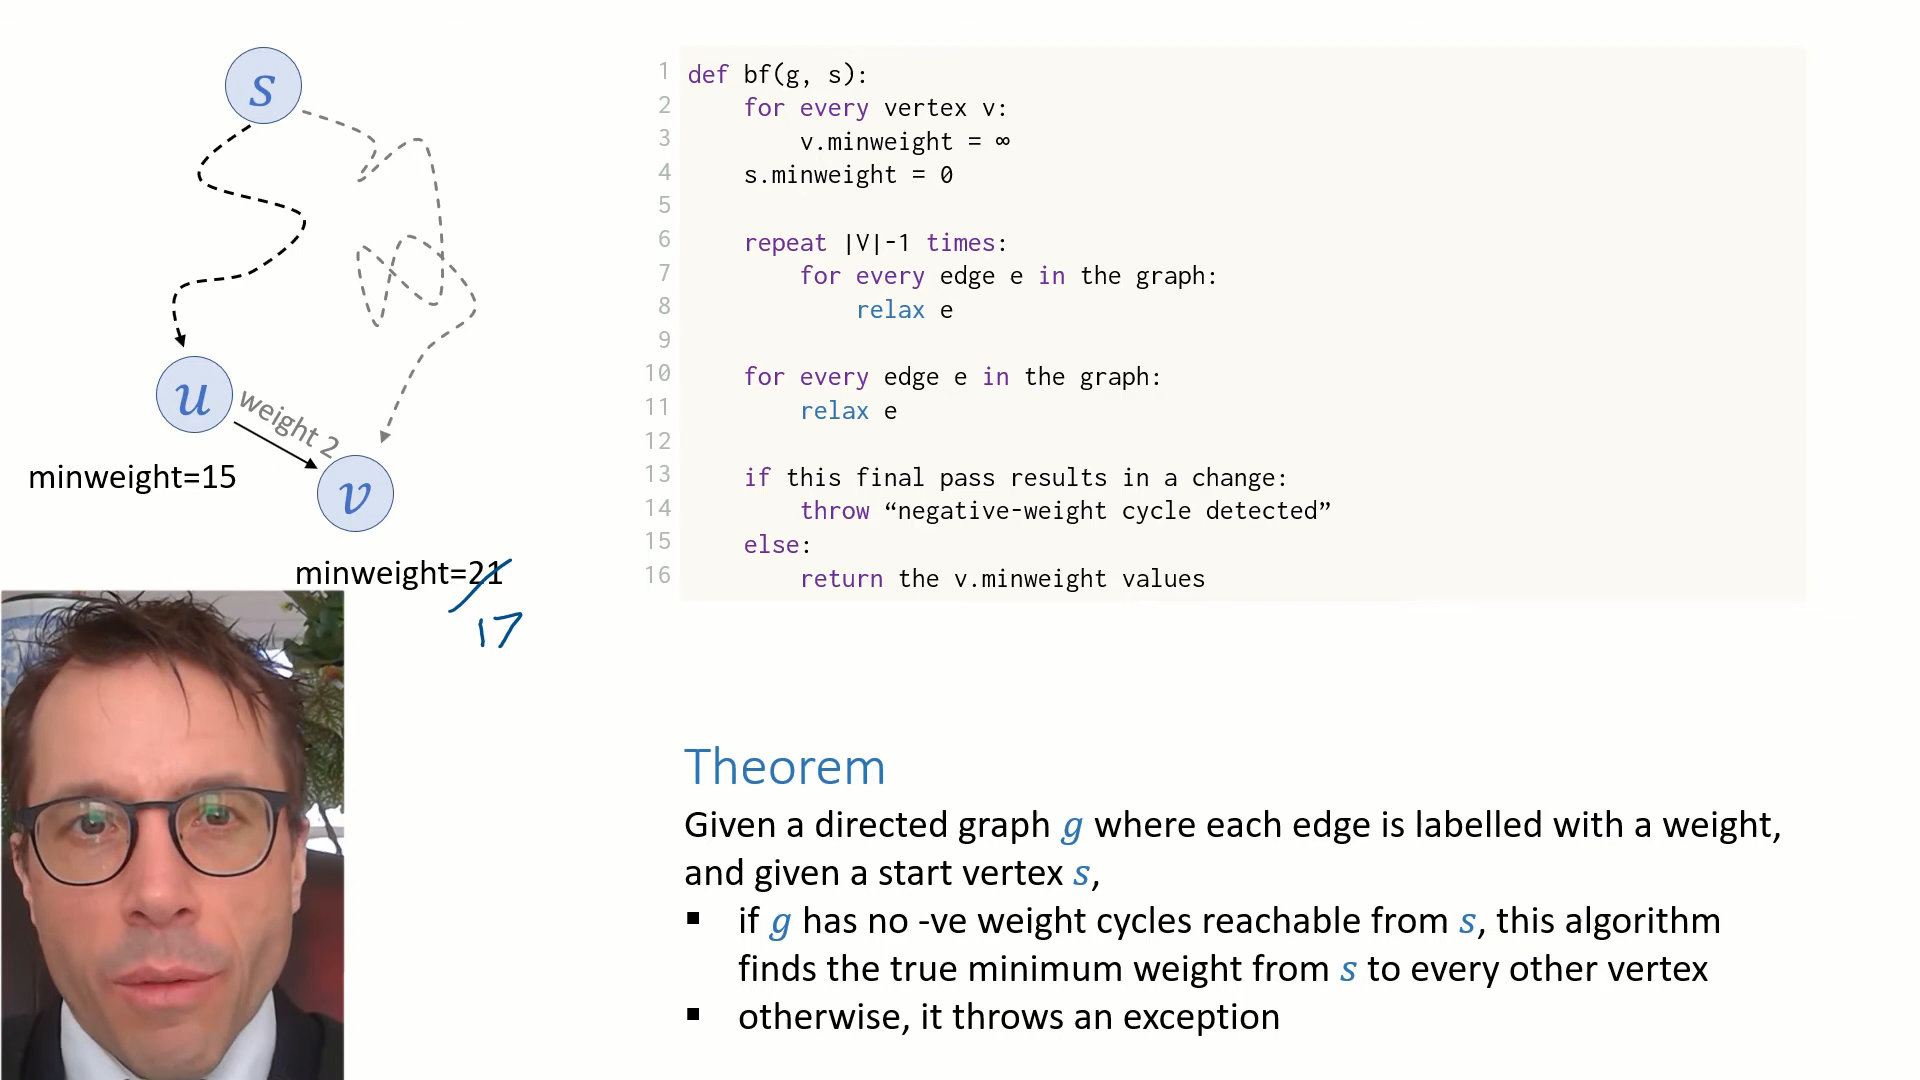 s
u
weight 2
minweight=15
v
minweight=21
17
1 def bf(g, s):
2 for every vertex v:
3 v.minweight = ∞
4 s.minweight = 0
5
6 repeat |V|-1 times:
7 for every edge e in the graph:
8 relax e
9
10 for every edge e in the graph:
11 relax e
12
13 if this final pass results in a change:
14 throw “negative-weight cycle detected”
15 else:
16 return the v.minweight values
Theorem
Given a directed graph g where each edge is labelled with a weight,
and given a start vertex s,
▪ if g has no -ve weight cycles reachable from s, this algorithm
finds the true minimum weight from s to every other vertex
▪ otherwise, it throws an exception